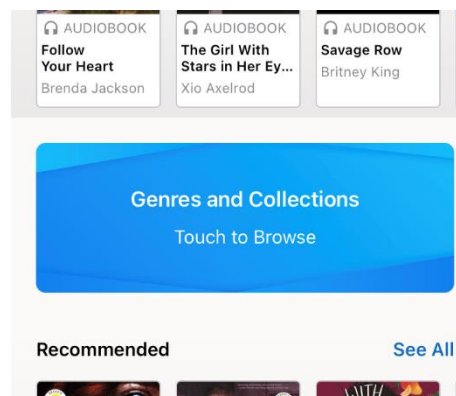 AUDIOBOOK
Follow
Your Heart
Brenda Jackson
AUDIOBOOK
The Girl With
Stars in Her Ey...
Xio Axelrod
AUDIOBOOK
Savage Row
Britney King
Genres and Collections
Touch to Browse
Recommended
See All
WITH